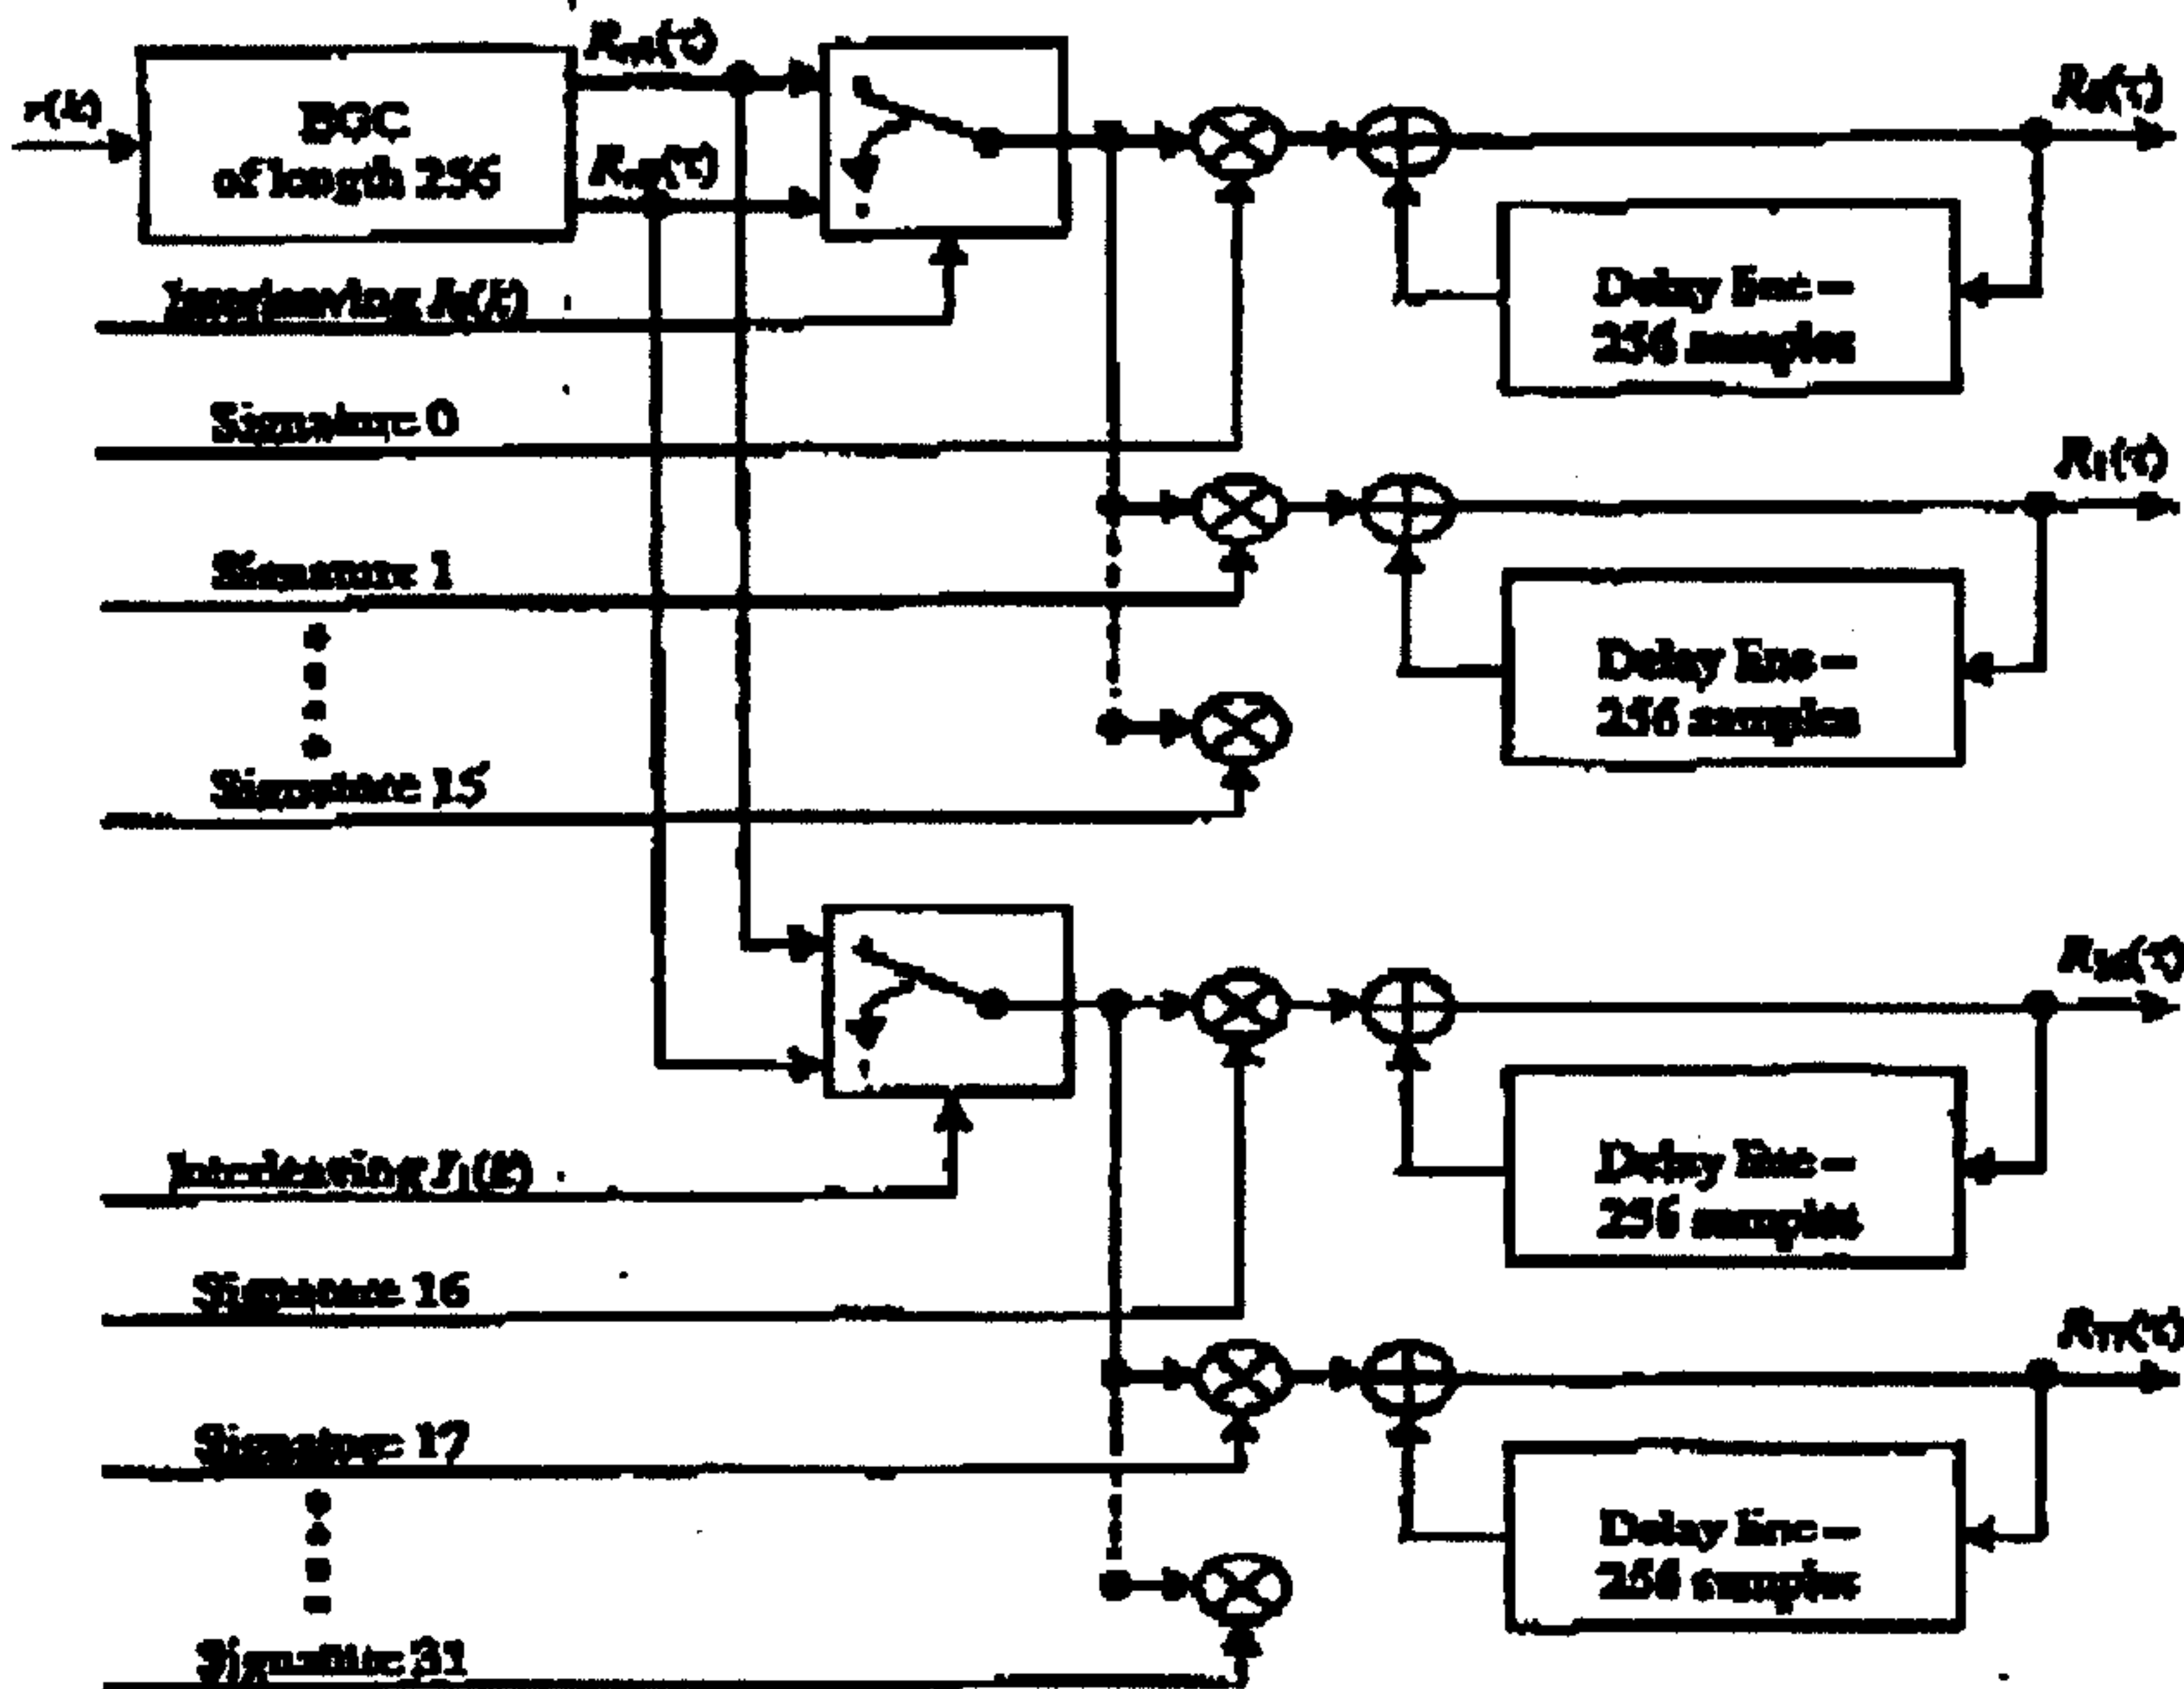 r(k)
EGC
of length 256
Interleaving I₀(k)
Signature 0
R₀(τ)
Delay line –
256 samples
Signature 1
R₁(τ)
Delay line –
256 samples
Signature 15
Interleaving I₁(k)
Signature 16
R₁₆(τ)
Delay line –
256 samples
Signature 17
R₁₇(τ)
Delay line –
256 samples
Signature 31